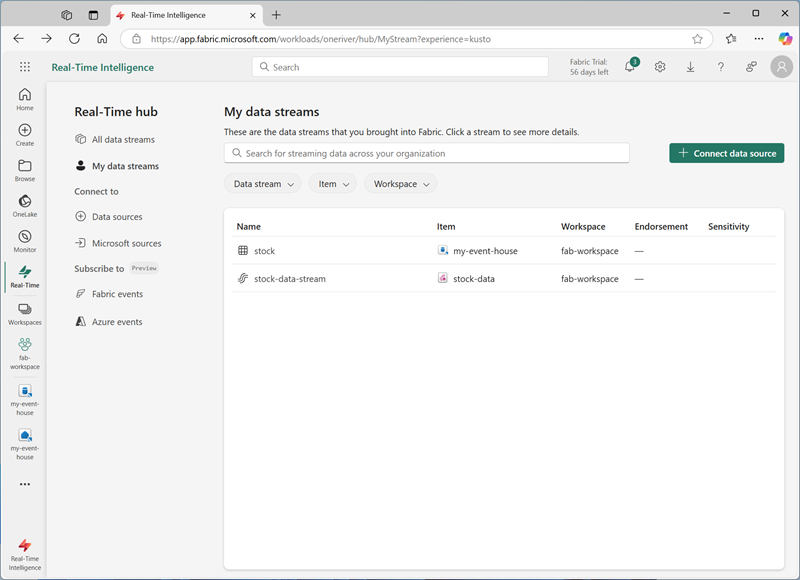 Real-Time Intelligence
https://app.fabric.microsoft.com/workloads/oneriver/hub/MyStream?experience=kusto
Real-Time Intelligence
Search
Fabric Trial:
56 days left
3
Home
Create
Browse
OneLake
Monitor
Real-Time
Workspaces
fab-
workspace
my-event-
house
my-event-
house
Real-Time
Intelligence
Real-Time hub
All data streams
My data streams
Connect to
Data sources
Microsoft sources
Subscribe to Preview
Fabric events
Azure events
My data streams
These are the data streams that you brought into Fabric. Click a stream to see more details.
Search for streaming data across your organization
Connect data source
Data stream Item Workspace
Name Item Workspace Endorsement Sensitivity
stock my-event-house fab-workspace —
stock-data-stream stock-data fab-workspace —